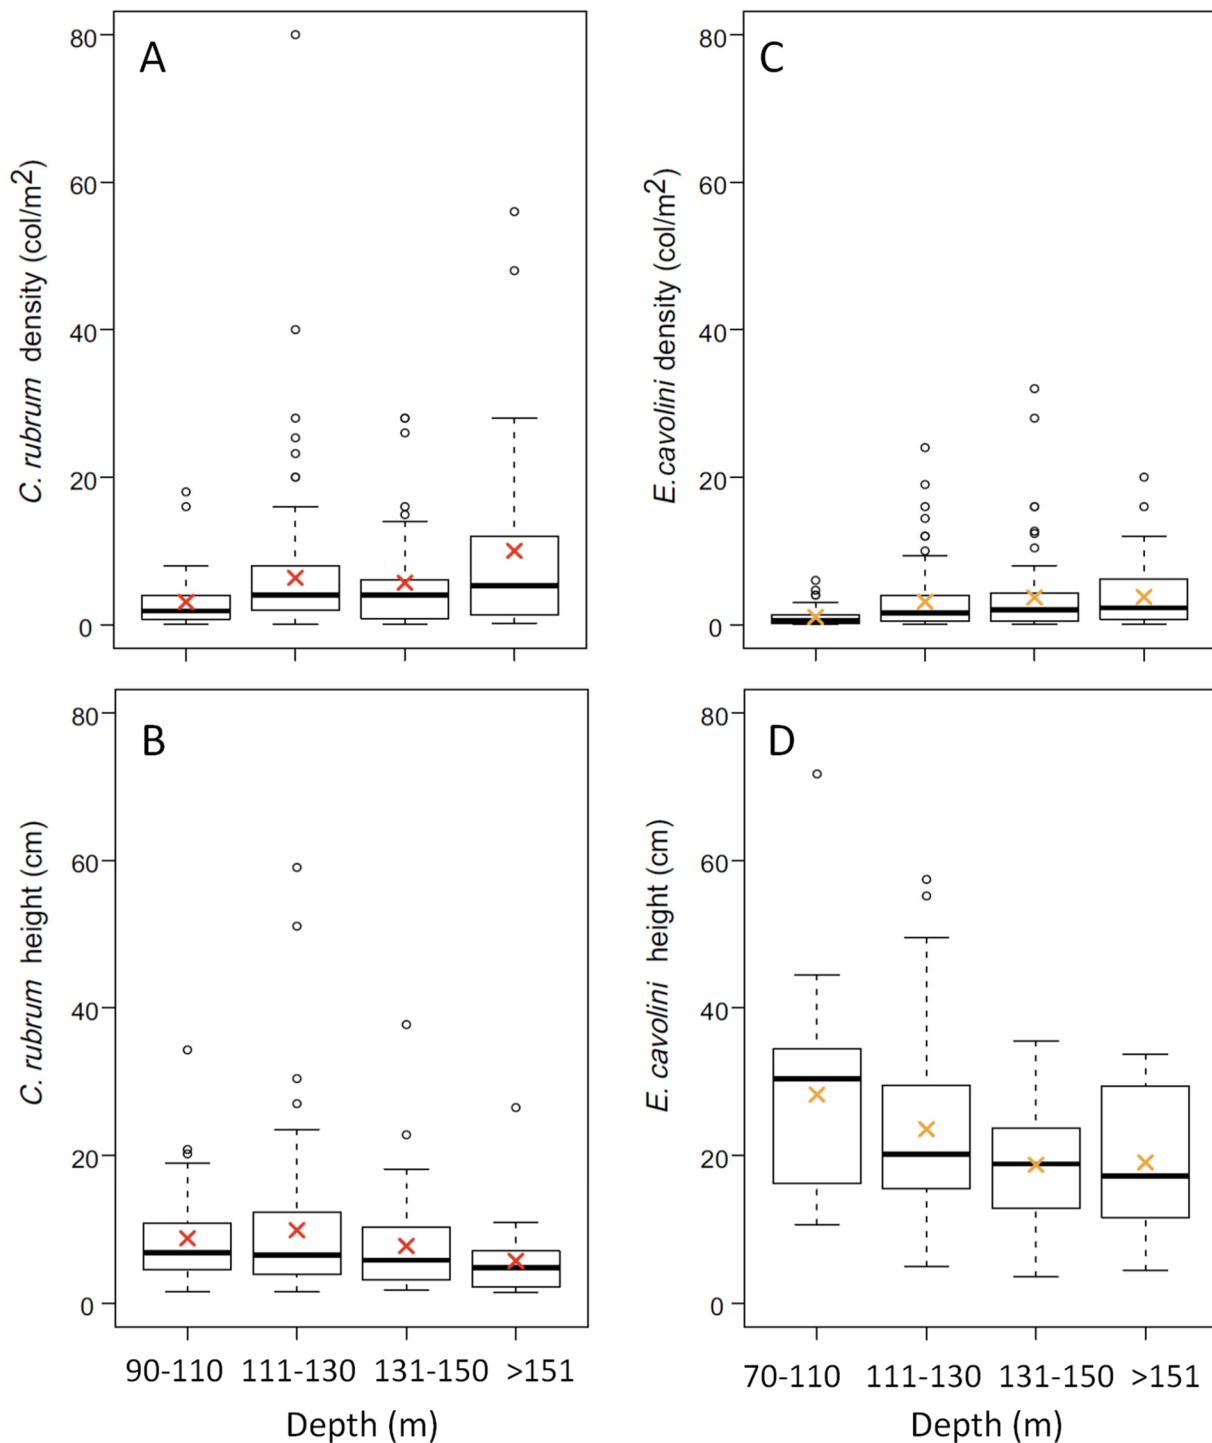 A
C. rubrum density (col/m²)
80
60
40
20
0
C
E.cavolini density (col/m²)
80
60
40
20
0
B
C. rubrum height (cm)
80
60
40
20
0
90-110 111-130 131-150 >151
Depth (m)
D
E. cavolini height (cm)
80
60
40
20
0
70-110 111-130 131-150 >151
Depth (m)